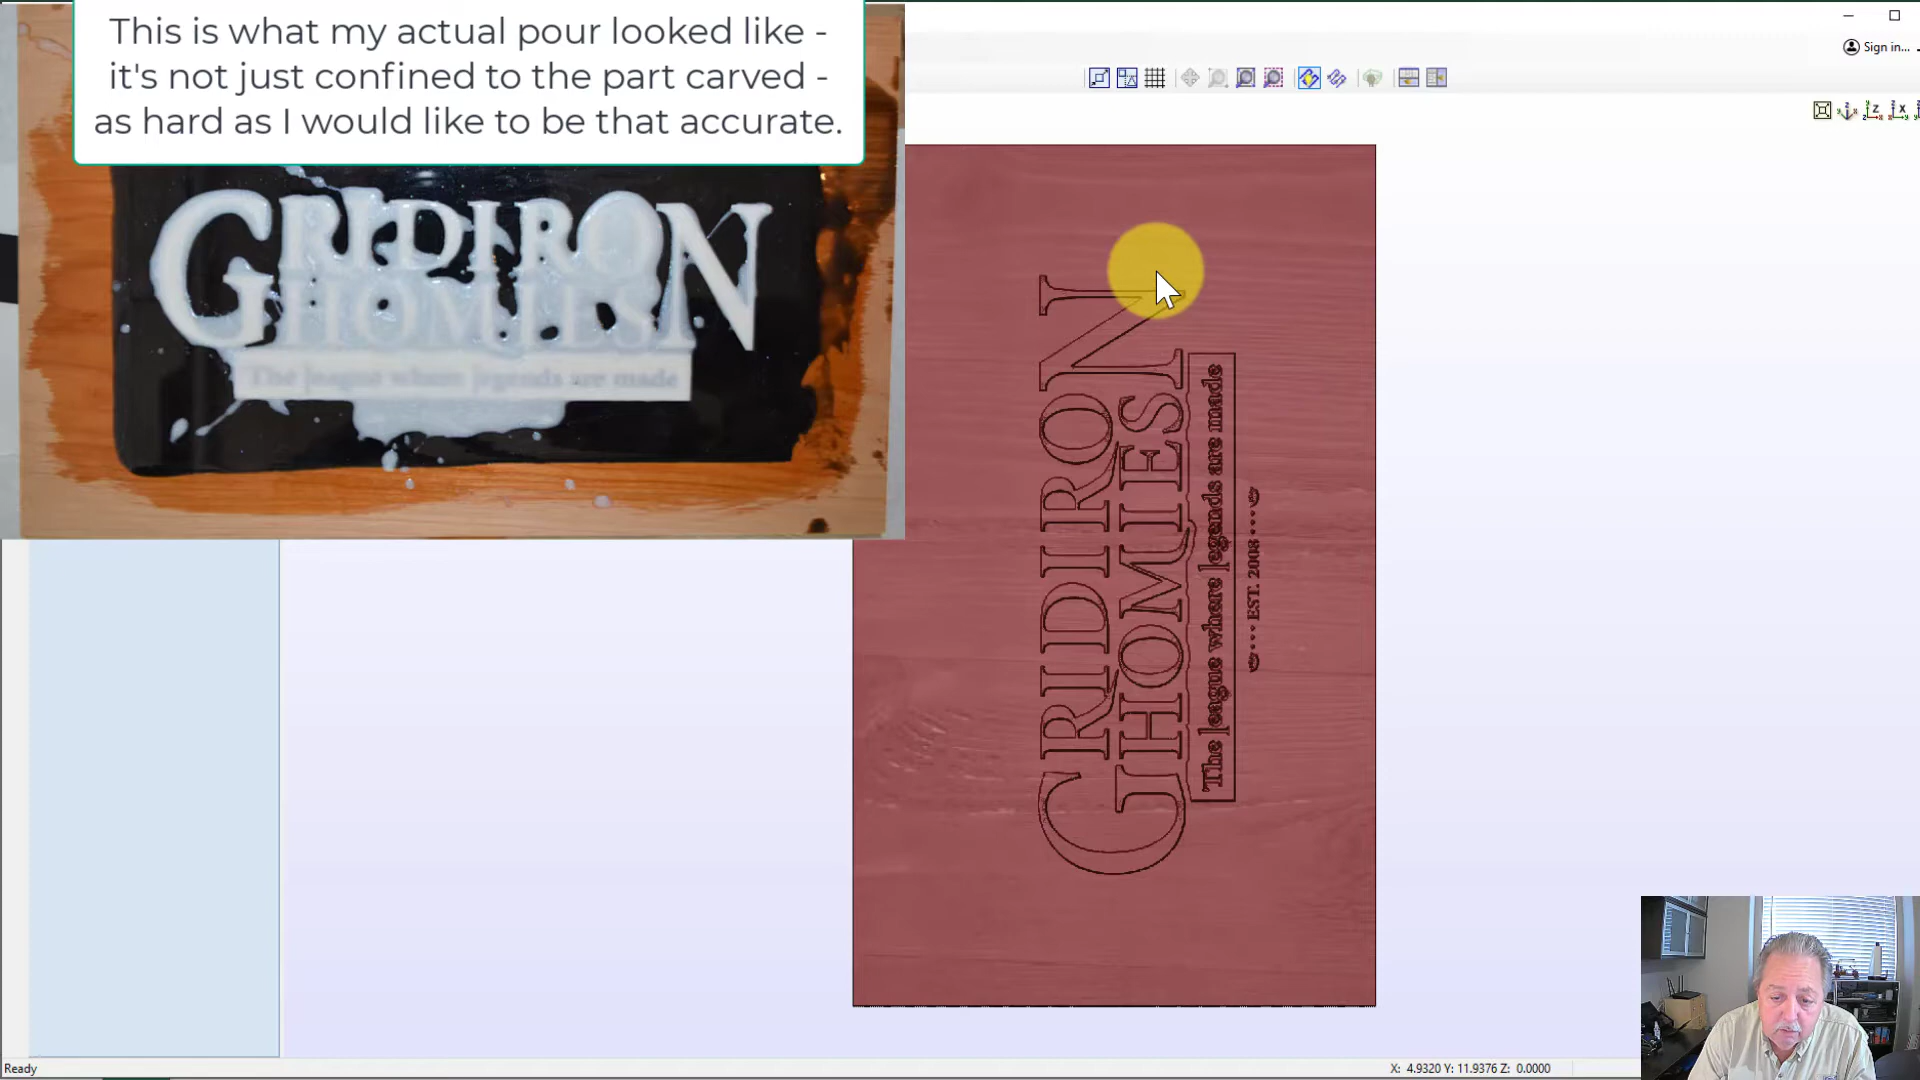 This is what my actual pour looked like -
it's not just confined to the part carved -
as hard as I would like to be that accurate.
Sign in...
GRIDIRON
GHOMIES
The league where legends are made
GRIDIRON
GHOMIES
The league where legends are made
EST. 2008
Ready
X: 4.9320 Y: 11.9376 Z: 0.0000